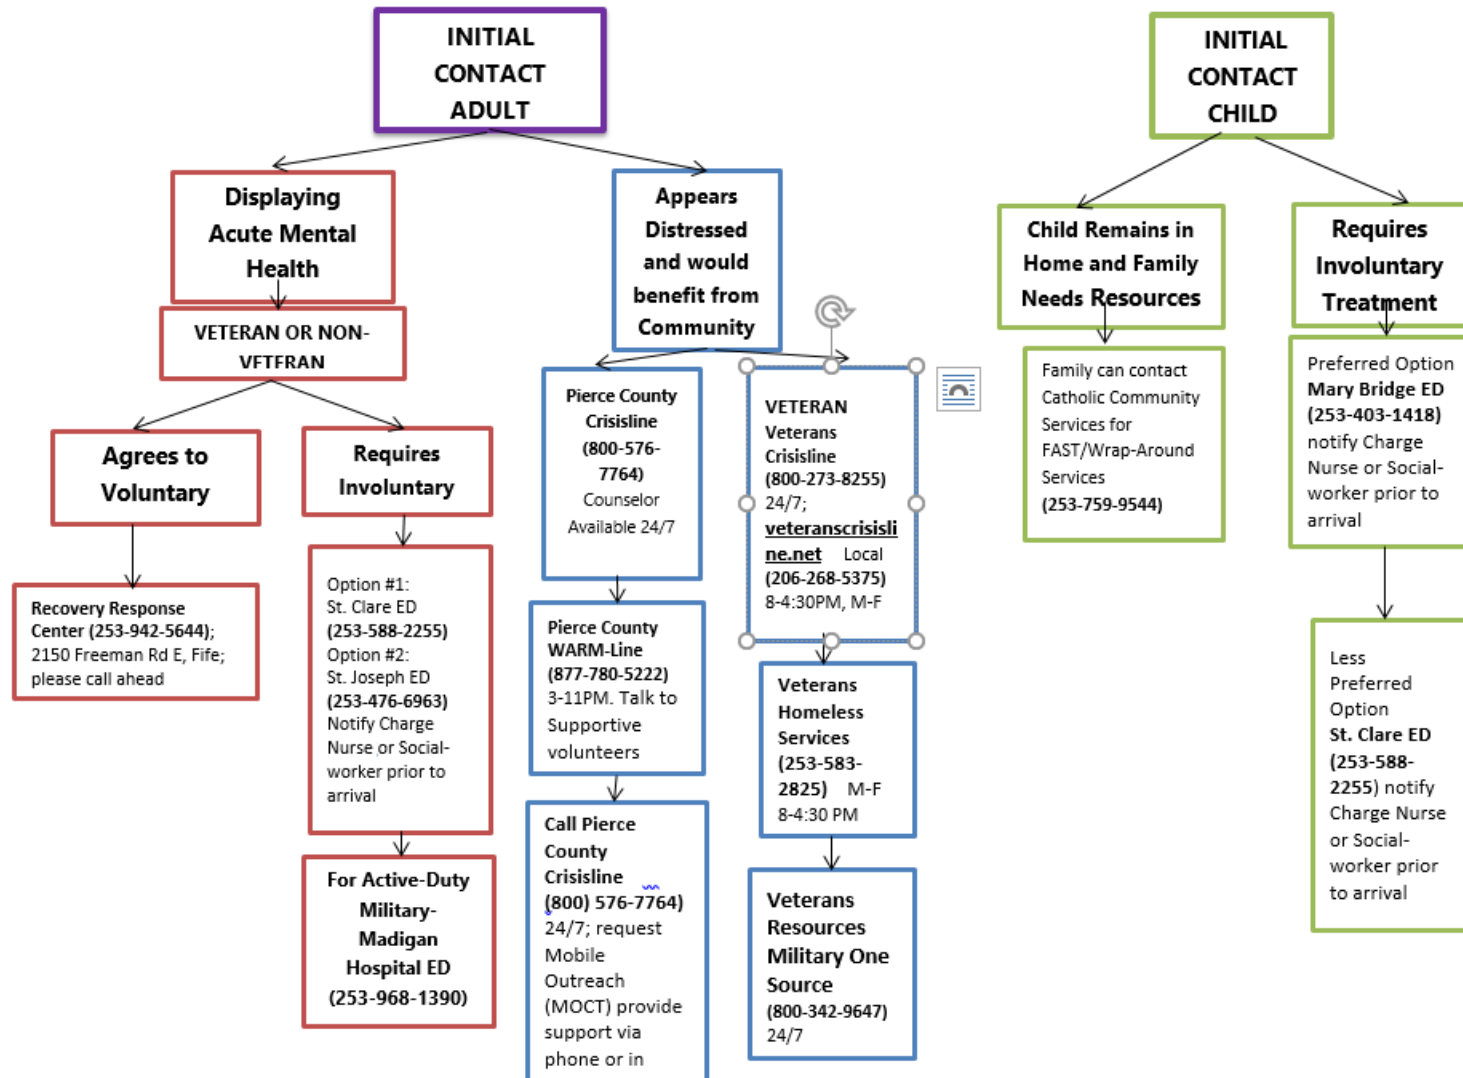 INITIAL
CONTACT
ADULT
Displaying
Acute Mental
Health
VETERAN OR NON-
VETERAN
Agrees to
Voluntary
Recovery Response
Center (253-942-5644);
2150 Freeman Rd E, Fife;
please call ahead
Requires
Involuntary
Option #1:
St. Clare ED
(253-588-2255)
Option #2:
St. Joseph ED
(253-476-6963)
Notify Charge
Nurse or Social-
worker prior to
arrival
For Active-Duty
Military-
Madigan
Hospital ED
(253-968-1390)
Appears
Distressed
and would
benefit from
Community
Pierce County
Crisisline
(800-576-
7764)
Counselor
Available 24/7
Pierce County
WARM-Line
(877-780-5222)
3-11PM. Talk to
Supportive
volunteers
Call Pierce
County
Crisisline
(800) 576-7764)
24/7; request
Mobile
Outreach
(MOCT) provide
support via
phone or in
VETERAN
Veterans
Crisisline
(800-273-8255)
24/7;
veteranscrisisli
ne.net Local
(206-268-5375)
8-4:30PM, M-F
Veterans
Homeless
Services
(253-583-
2825) M-F
8-4:30 PM
Veterans
Resources
Military One
Source
(800-342-9647)
24/7
INITIAL
CONTACT
CHILD
Child Remains in
Home and Family
Needs Resources
Family can contact
Catholic Community
Services for
FAST/Wrap-Around
Services
(253-759-9544)
Requires
Involuntary
Treatment
Preferred Option
Mary Bridge ED
(253-403-1418)
notify Charge
Nurse or Social-
worker prior to
arrival
Less
Preferred
Option
St. Clare ED
(253-588-
2255) notify
Charge Nurse
or Social-
worker prior
to arrival